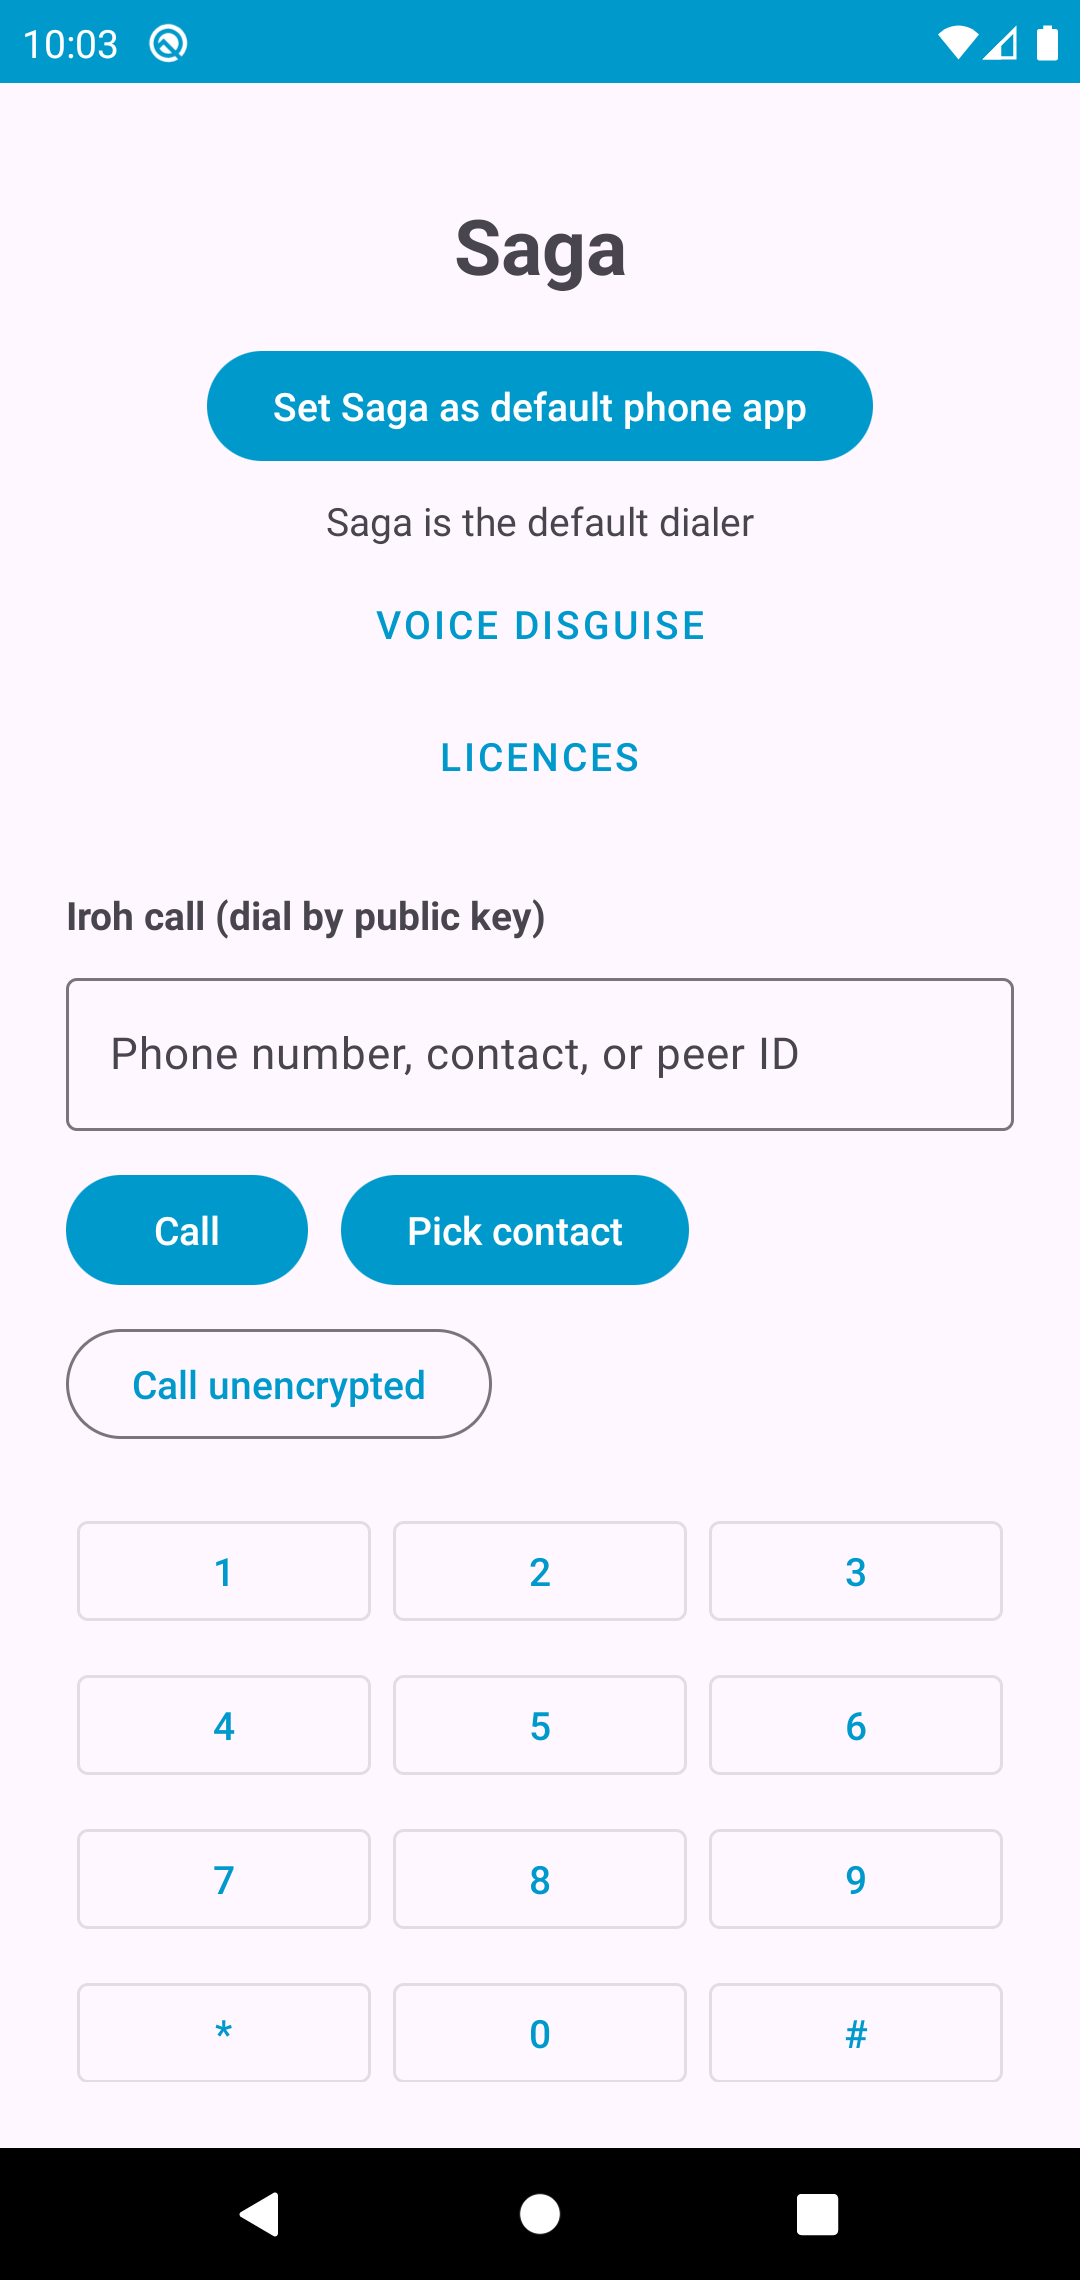 10:03
Saga
Set Saga as default phone app
Saga is the default dialer
VOICE DISGUISE
LICENCES
Iroh call (dial by public key)
Phone number, contact, or peer ID
Call Pick contact
Call unencrypted
1 2 3
4 5 6
7 8 9
* 0 #